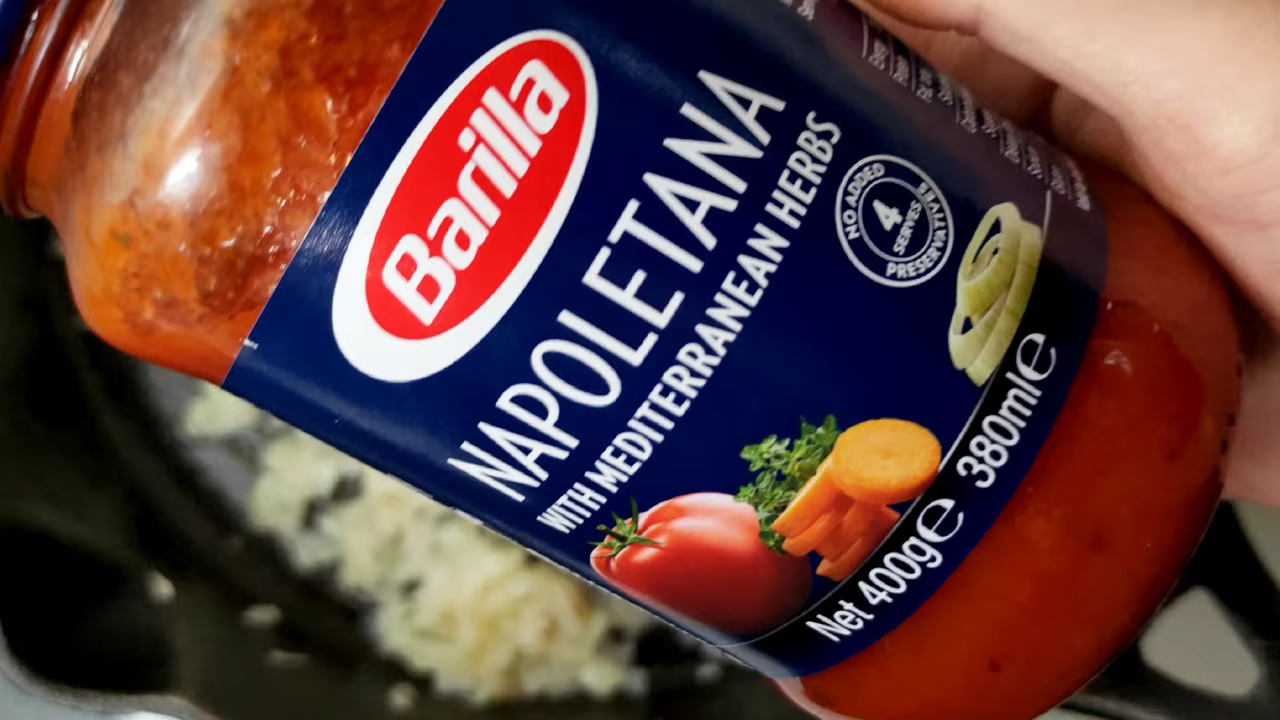 Barilla
NAPOLETANA
WITH MEDITERRANEAN HERBS
NO ADDED
4
SERVES
PRESERVATIVES
Net 400g℮ 380ml℮